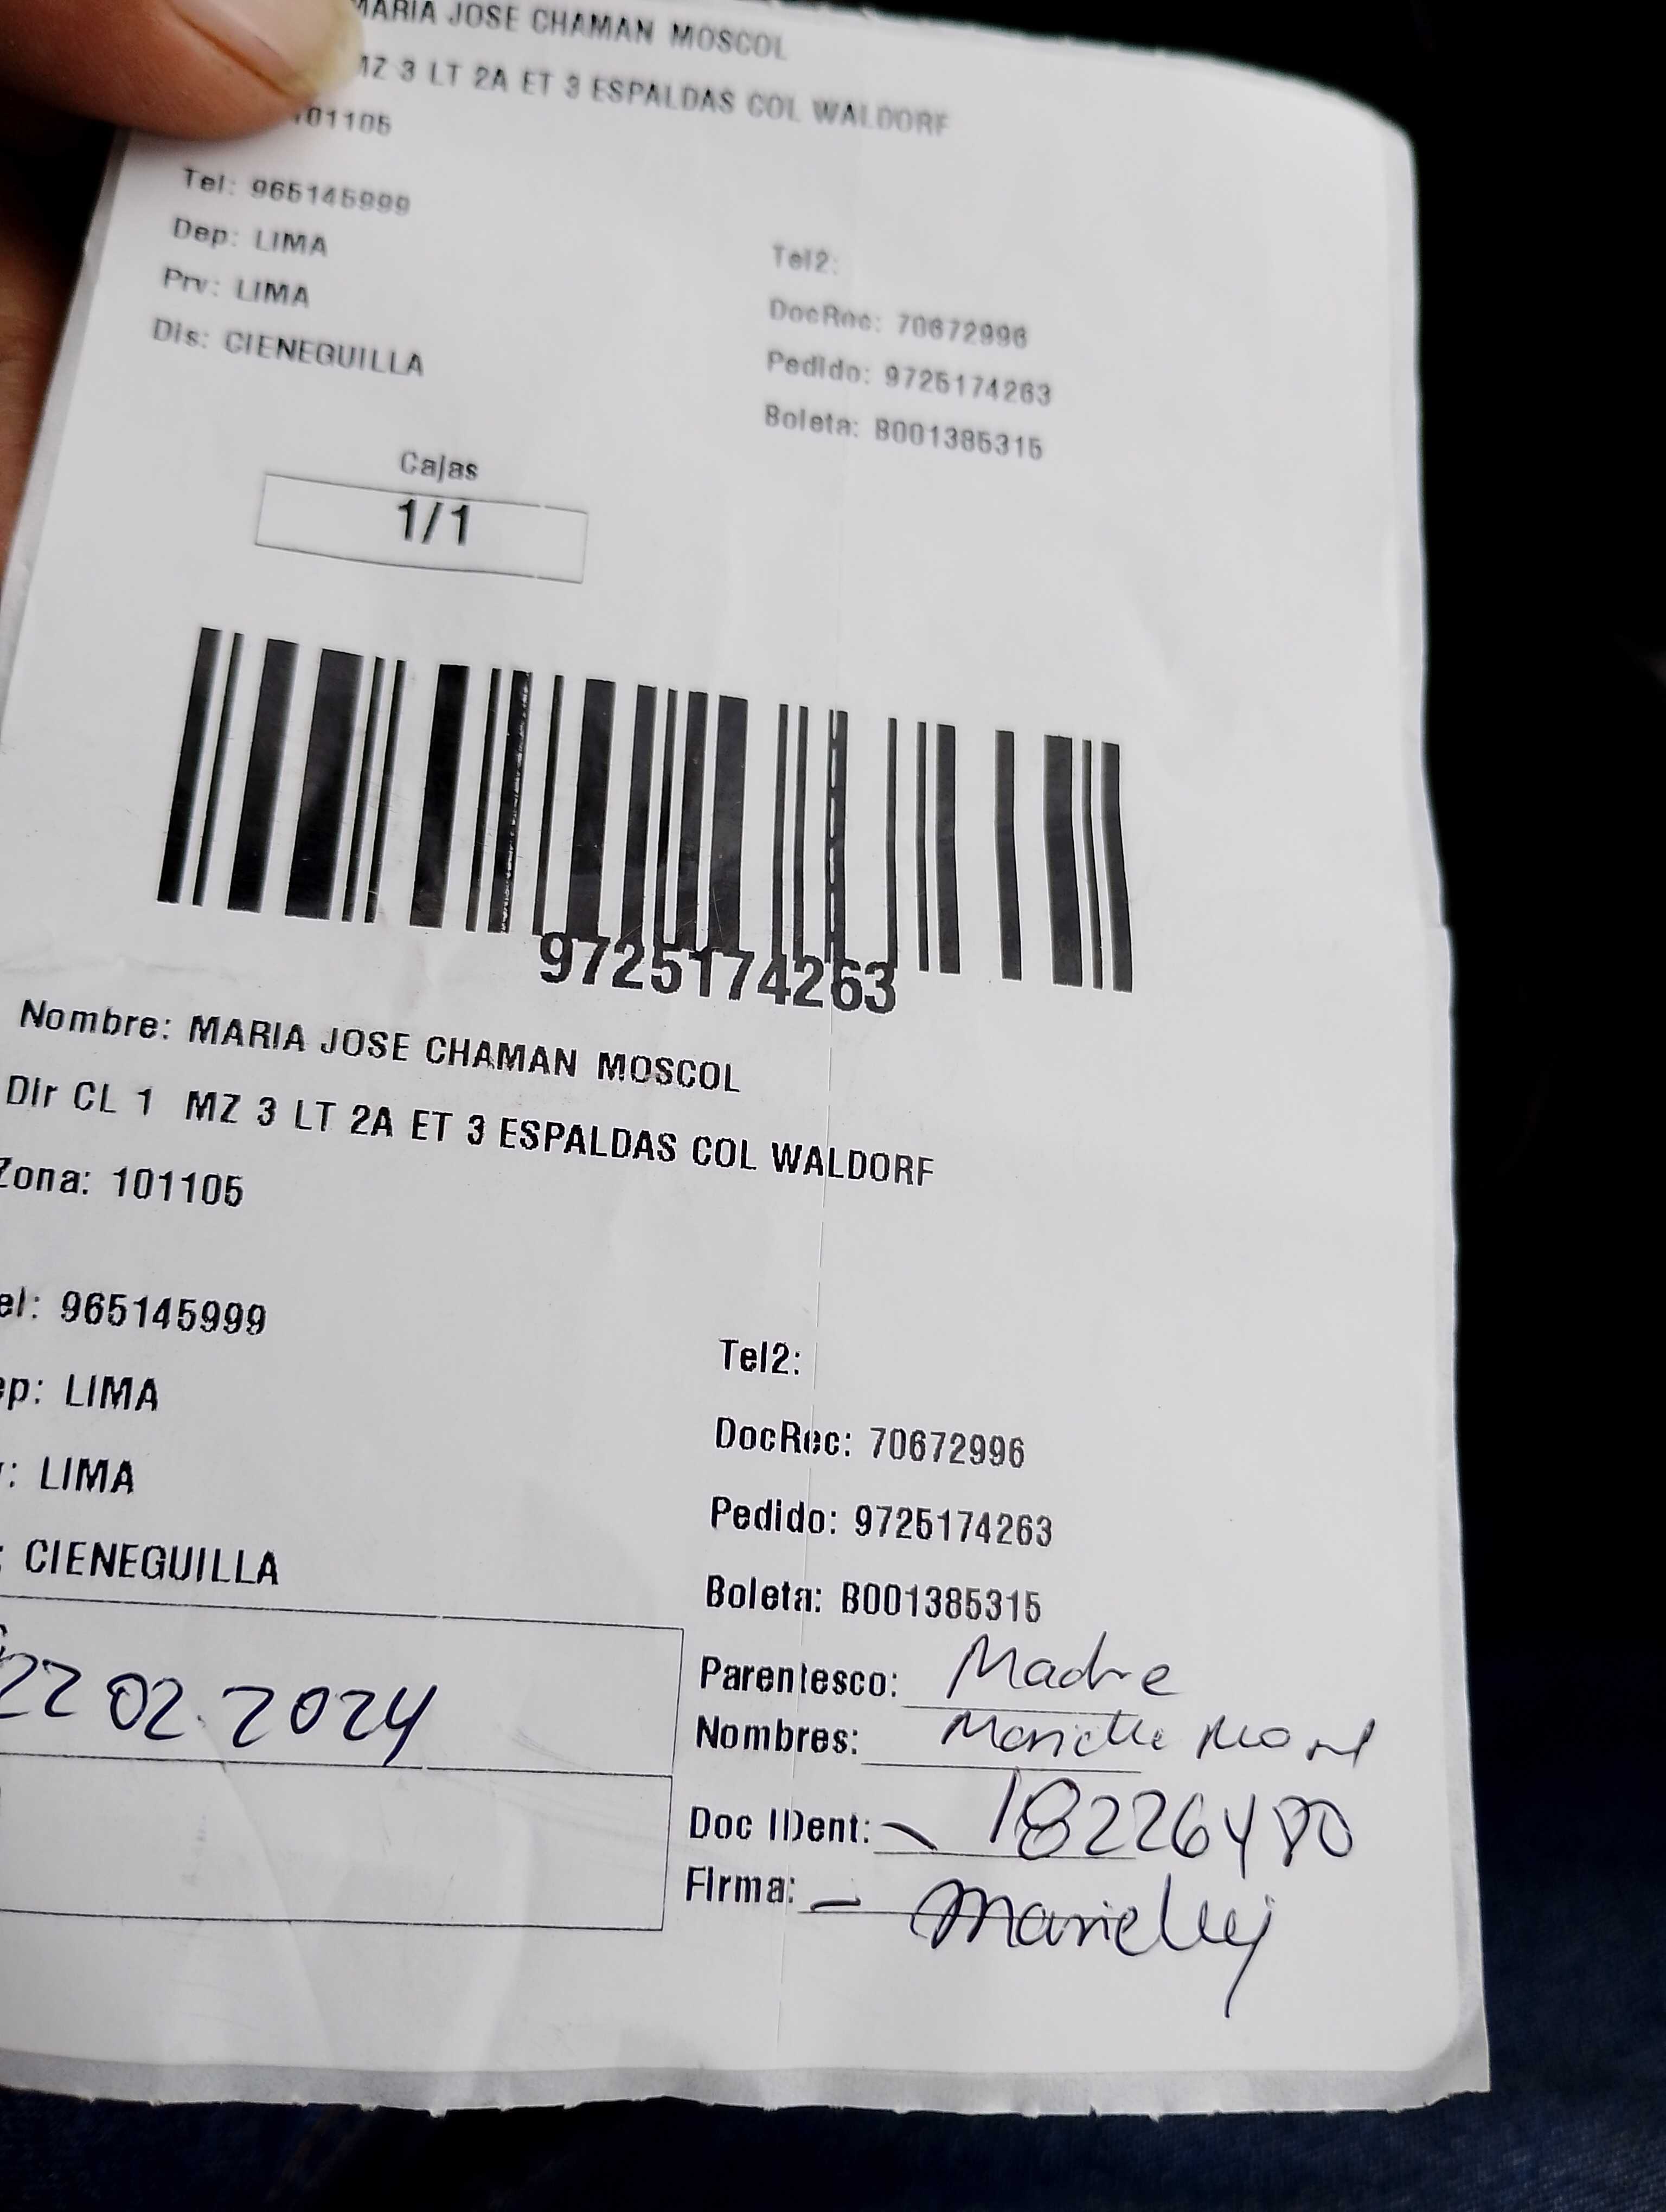 MARIA JOSE CHAMAN MOSCOL
MZ 3 LT 2A ET 3 ESPALDAS COL WALDORF
101105
Tel: 965145999
Dep: LIMA
Prv: LIMA
Dis: CIENEGUILLA
Tel2:
DocRec: 70672996
Pedido: 9725174263
Boleta: B001385315
Cajas
1/1
9725174263
Nombre: MARIA JOSE CHAMAN MOSCOL
Dir CL 1 MZ 3 LT 2A ET 3 ESPALDAS COL WALDORF
Zona: 101105
el: 965145999
ep: LIMA
: LIMA
: CIENEGUILLA
Tel2:
DocRec: 70672996
Pedido: 9725174263
Boleta: B001385315
22 02.2024
Parentesco: Madre
Nombres:
Doc IDent: 18226480
Firma: